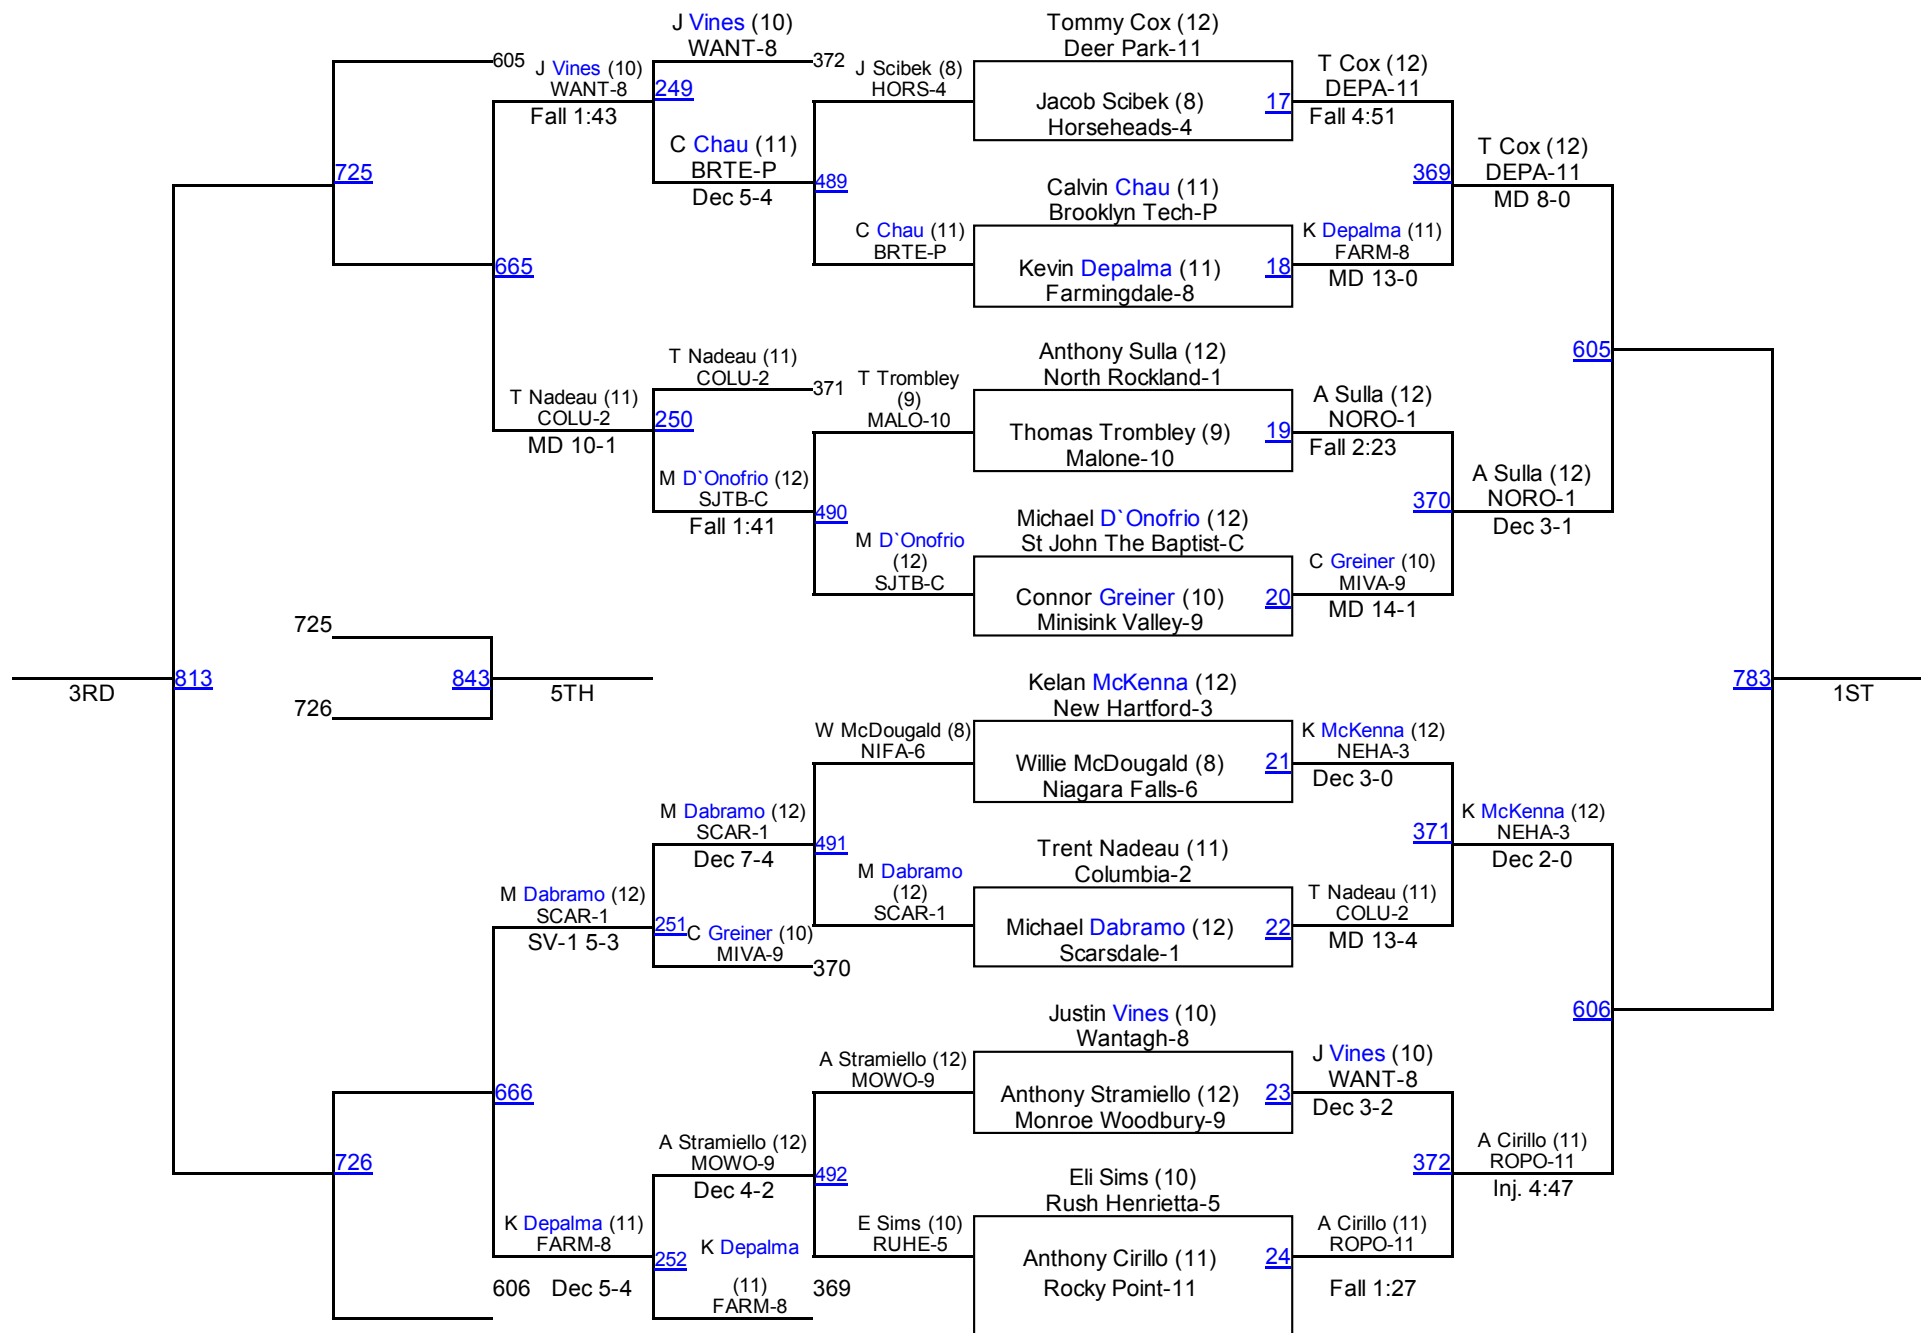 J Vines (10)
WANT-8
Tommy Cox (12)
Deer Park-11
605
J Vines (10)
WANT-8
Fall 1:43
249
372
J Scibek (8)
HORS-4
Jacob Scibek (8)
Horseheads-4
17
T Cox (12)
DEPA-11
Fall 4:51
725
C Chau (11)
BRTE-P
Dec 5-4
489
369
T Cox (12)
DEPA-11
MD 8-0
Calvin Chau (11)
Brooklyn Tech-P
C Chau (11)
BRTE-P
Kevin Depalma (11)
Farmingdale-8
18
K Depalma (11)
FARM-8
MD 13-0
665
T Nadeau (11)
COLU-2
371
Anthony Sulla (12)
North Rockland-1
605
T Nadeau (11)
COLU-2
MD 10-1
250
T Trombley
(9)
MALO-10
Thomas Trombley (9)
Malone-10
19
A Sulla (12)
NORO-1
Fall 2:23
M D`Onofrio (12)
SJTB-C
Fall 1:41
490
370
A Sulla (12)
NORO-1
Dec 3-1
Michael D`Onofrio (12)
St John The Baptist-C
M D`Onofrio
(12)
SJTB-C
Connor Greiner (10)
Minisink Valley-9
20
C Greiner (10)
MIVA-9
MD 14-1
725
3RD
813
726
843
5TH
783
1ST
Kelan McKenna (12)
New Hartford-3
W McDougald (8)
NIFA-6
Willie McDougald (8)
Niagara Falls-6
21
K McKenna (12)
NEHA-3
Dec 3-0
M Dabramo (12)
SCAR-1
Dec 7-4
491
371
K McKenna (12)
NEHA-3
Dec 2-0
Trent Nadeau (11)
Columbia-2
M Dabramo (12)
SCAR-1
SV-1 5-3
251
C Greiner (10)
MIVA-9
370
M Dabramo
(12)
SCAR-1
Michael Dabramo (12)
Scarsdale-1
22
T Nadeau (11)
COLU-2
MD 13-4
606
Justin Vines (10)
Wantagh-8
666
A Stramiello (12)
MOWO-9
Anthony Stramiello (12)
Monroe Woodbury-9
23
J Vines (10)
WANT-8
Dec 3-2
726
A Stramiello (12)
MOWO-9
Dec 4-2
492
372
A Cirillo (11)
ROPO-11
Inj. 4:47
Eli Sims (10)
Rush Henrietta-5
K Depalma (11)
FARM-8
252
K Depalma
(11)
FARM-8
E Sims (10)
RUHE-5
Anthony Cirillo (11)
Rocky Point-11
24
A Cirillo (11)
ROPO-11
606
Dec 5-4
369
Fall 1:27